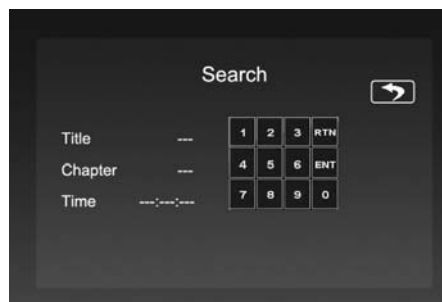 Search
Title ---
1 2 3 RTN
Chapter ---
4 5 6 ENT
Time ---:---:---
7 8 9 0